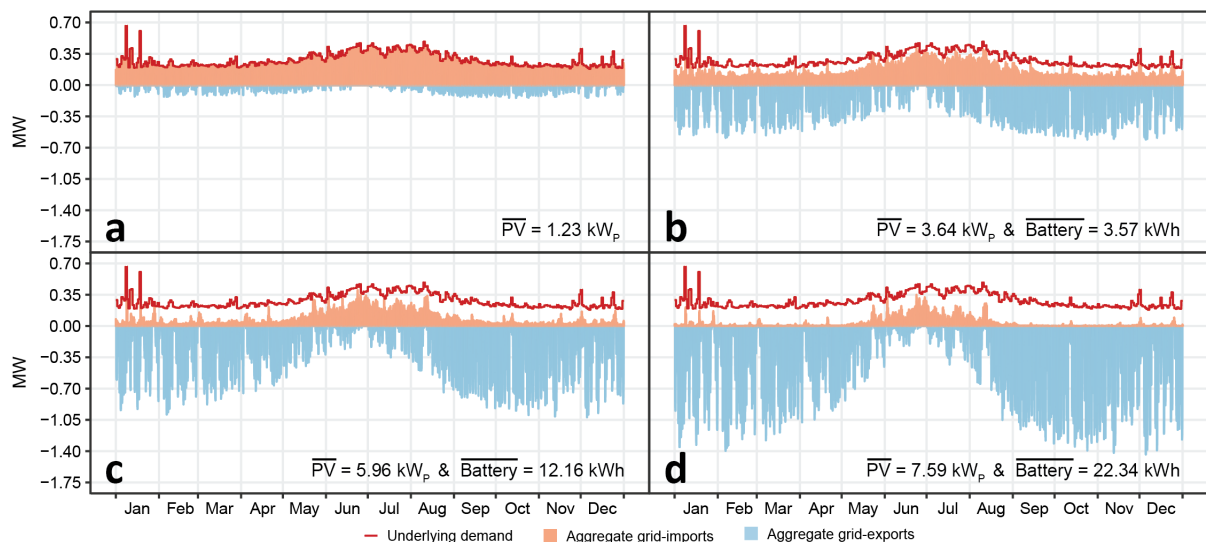 0.70
0.35
0.00
−0.35
−0.70
−1.05
−1.40
−1.75
MW
a
PV = 1.23 kWP
b
PV = 3.64 kWP & Battery = 3.57 kWh
0.70
0.35
0.00
−0.35
−0.70
−1.05
−1.40
−1.75
MW
c
PV = 5.96 kWP & Battery = 12.16 kWh
d
PV = 7.59 kWP & Battery = 22.34 kWh
Jan Feb Mar Apr May Jun Jul Aug Sep Oct Nov Dec
Jan Feb Mar Apr May Jun Jul Aug Sep Oct Nov Dec
Underlying demand Aggregate grid-imports Aggregate grid-exports